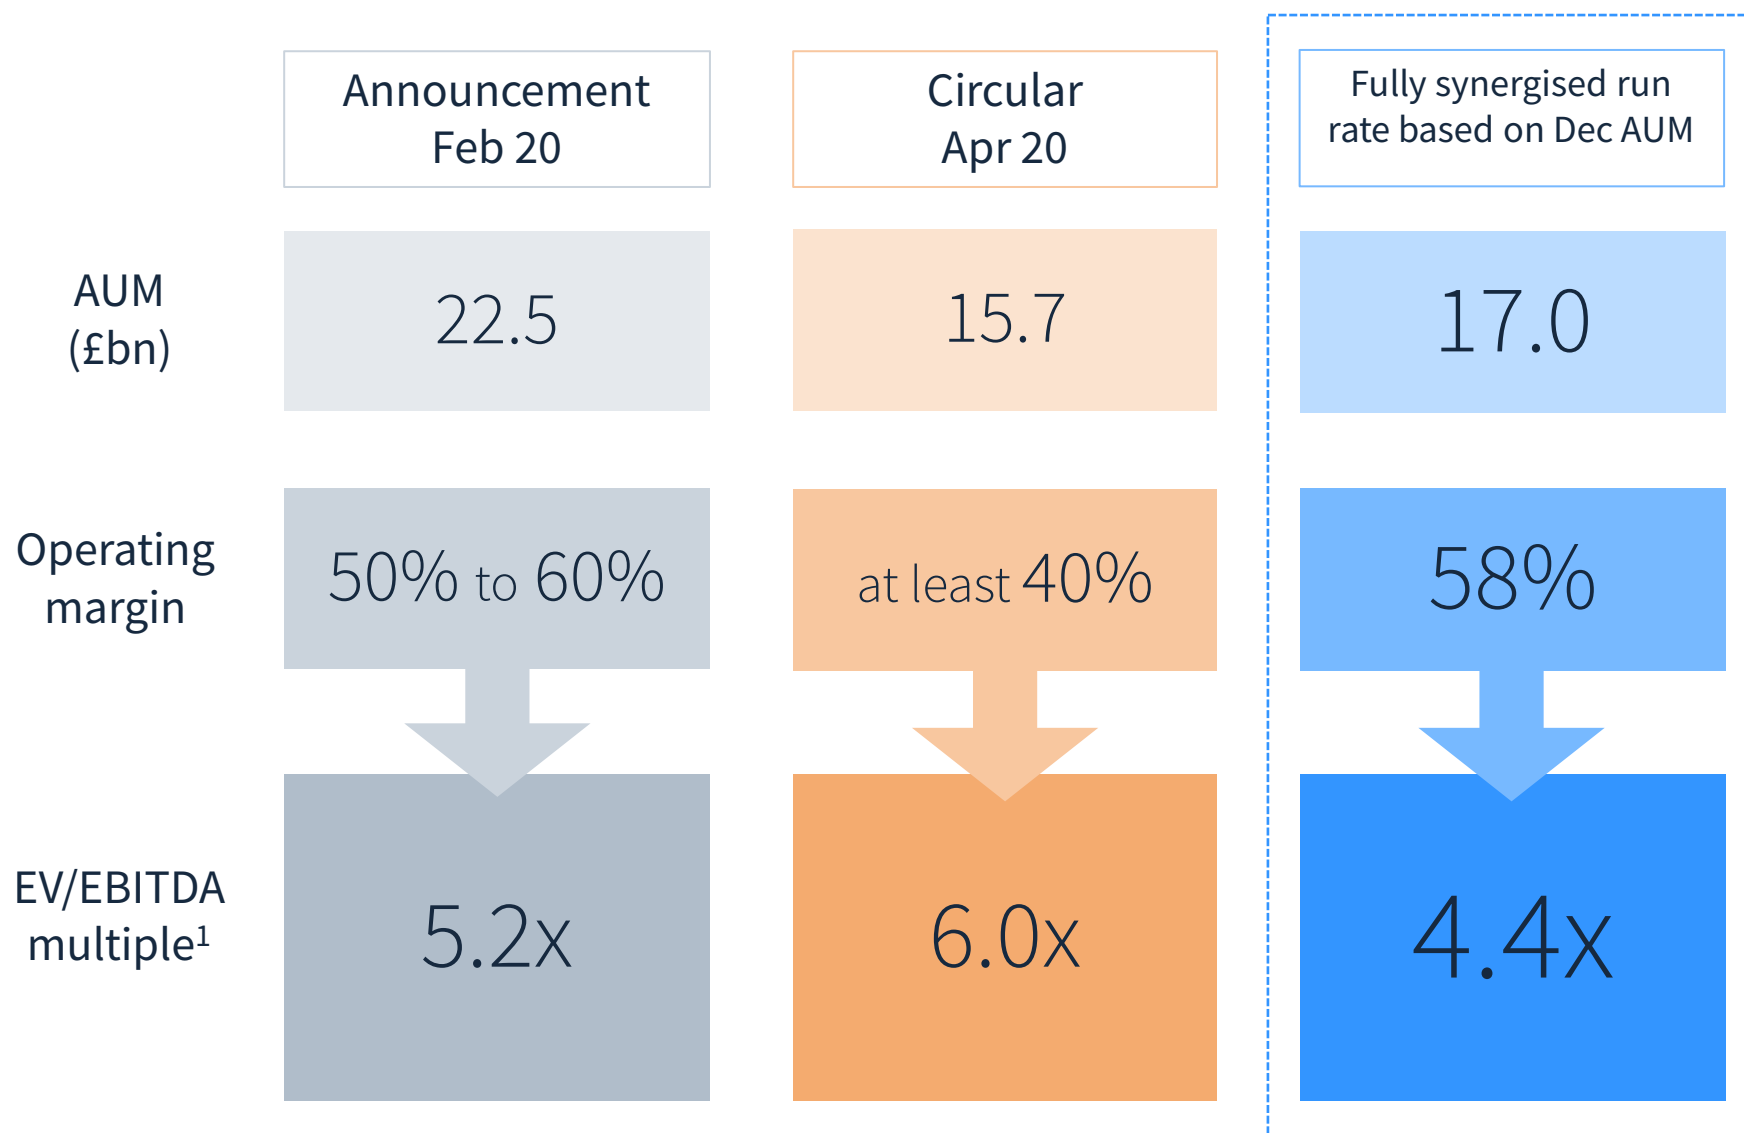 Announcement
Feb 20
Circular
Apr 20
Fully synergised run
rate based on Dec AUM
AUM
(£bn)
22.5
15.7
17.0
Operating
margin
50% to 60%
at least 40%
58%
EV/EBITDA
multiple¹
5.2x
6.0x
4.4x